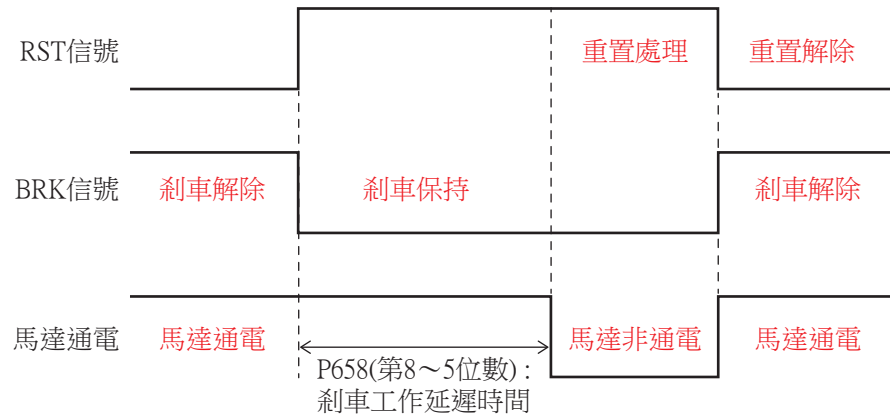 RST信號
重置處理
重置解除
BRK信號
剎車解除
剎車保持
剎車解除
馬達通電
馬達通電
馬達非通電
馬達通電
P658(第8～5位數)：
剎車工作延遲時間